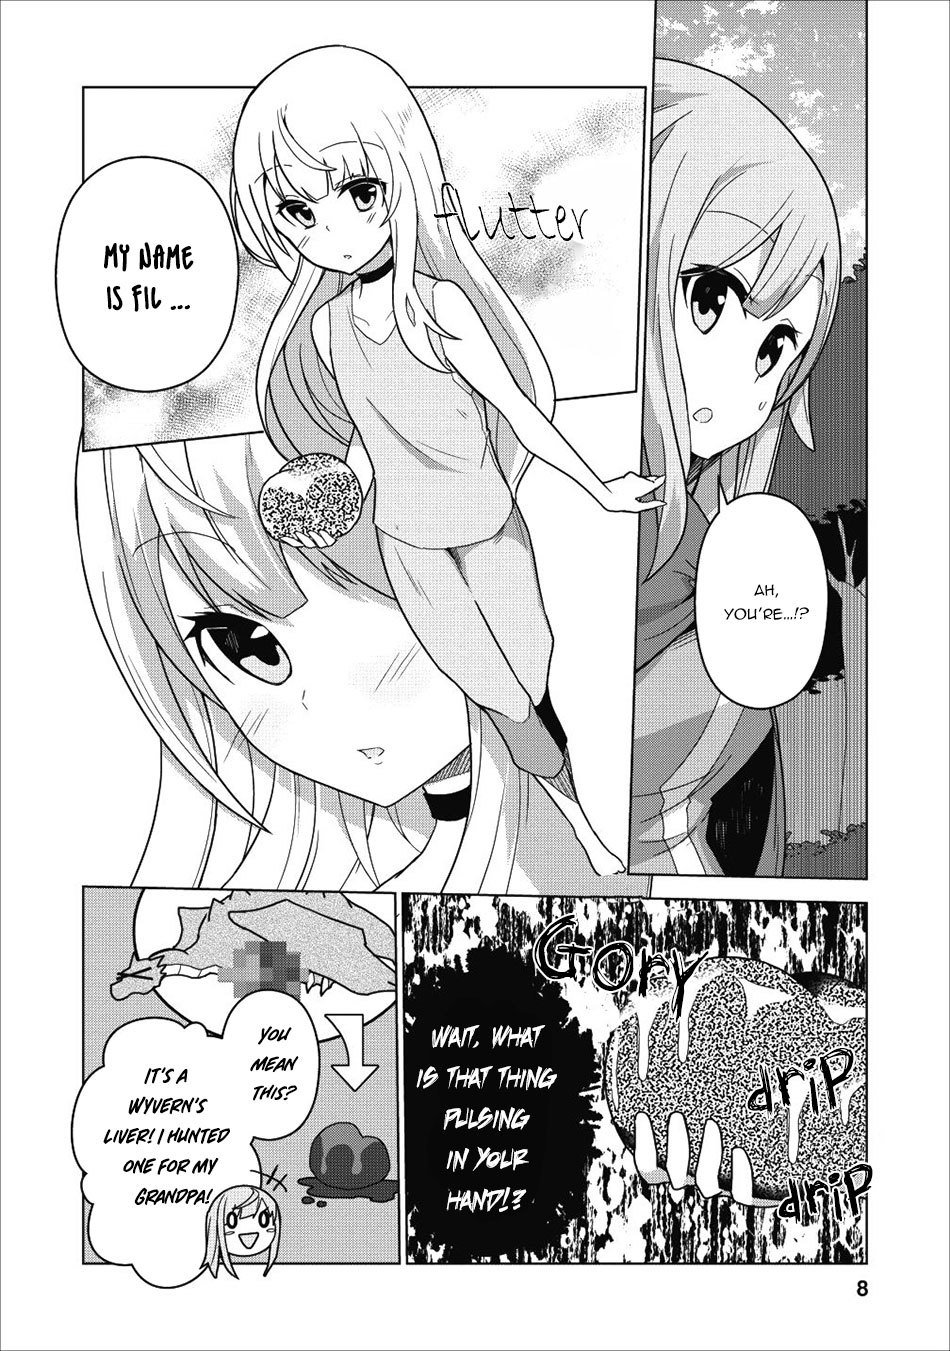 AH,
YOU'RE...!?
flutter
MY NAME
IS FIL ...
Gory
drip
drip
WAIT, WHAT
IS THAT THING
PULSING
IN YOUR
HAND!?
YOU
MEAN
THIS?
IT'S A
WYVERN'S
LIVER! I HUNTED
ONE FOR MY
GRANDPA!
8